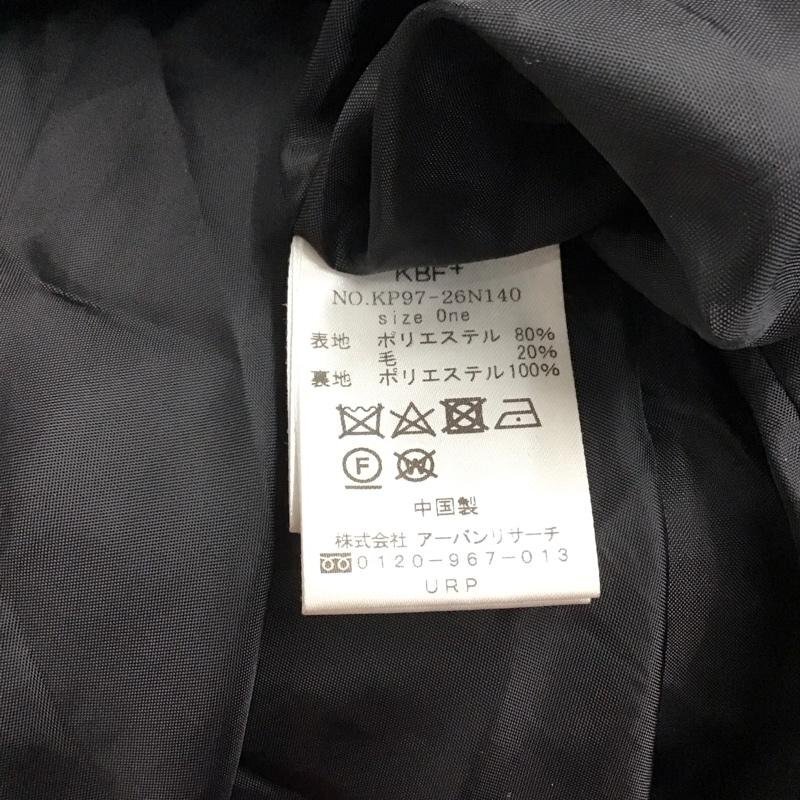 KBF+
NO.KP97-26N140
size One
表地 ポリエステル 80%
毛 20%
裏地 ポリエステル100%
F W
中国製
株式会社 アーバンリサーチ
0120-967-013
URP